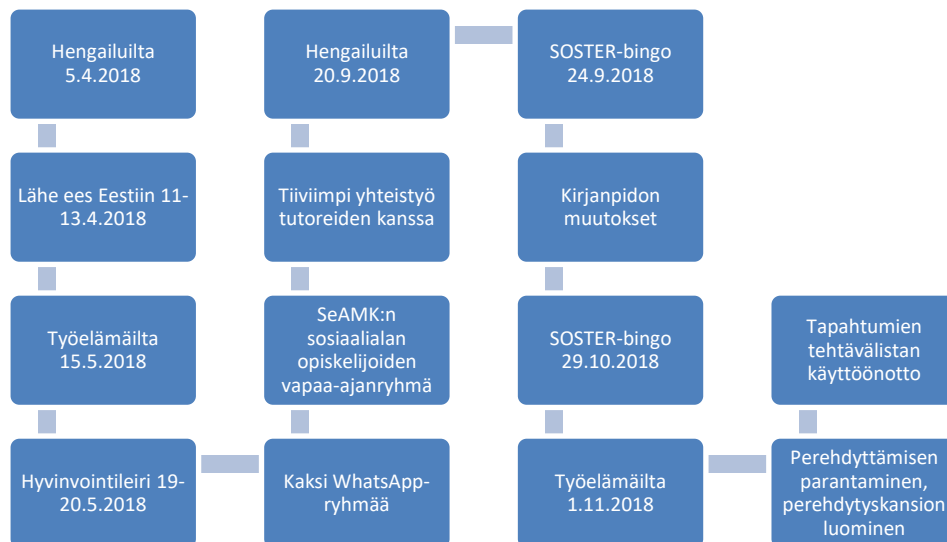 Hengailuilta
5.4.2018
Lähe ees Eestiin 11-
13.4.2018
Työelämäilta
15.5.2018
Hyvinvointileiri 19-
20.5.2018
Kaksi WhatsApp-
ryhmää
SeAMK:n
sosiaalialan
opiskelijoiden
vapaa-ajanryhmä
Tiiviimpi yhteistyö
tutoreiden kanssa
Hengailuilta
20.9.2018
SOSTER-bingo
24.9.2018
Kirjanpidon
muutokset
SOSTER-bingo
29.10.2018
Työelämäilta
1.11.2018
Perehdyttämisen
parantaminen,
perehdytyskansion
luominen
Tapahtumien
tehtävälistan
käyttöönotto